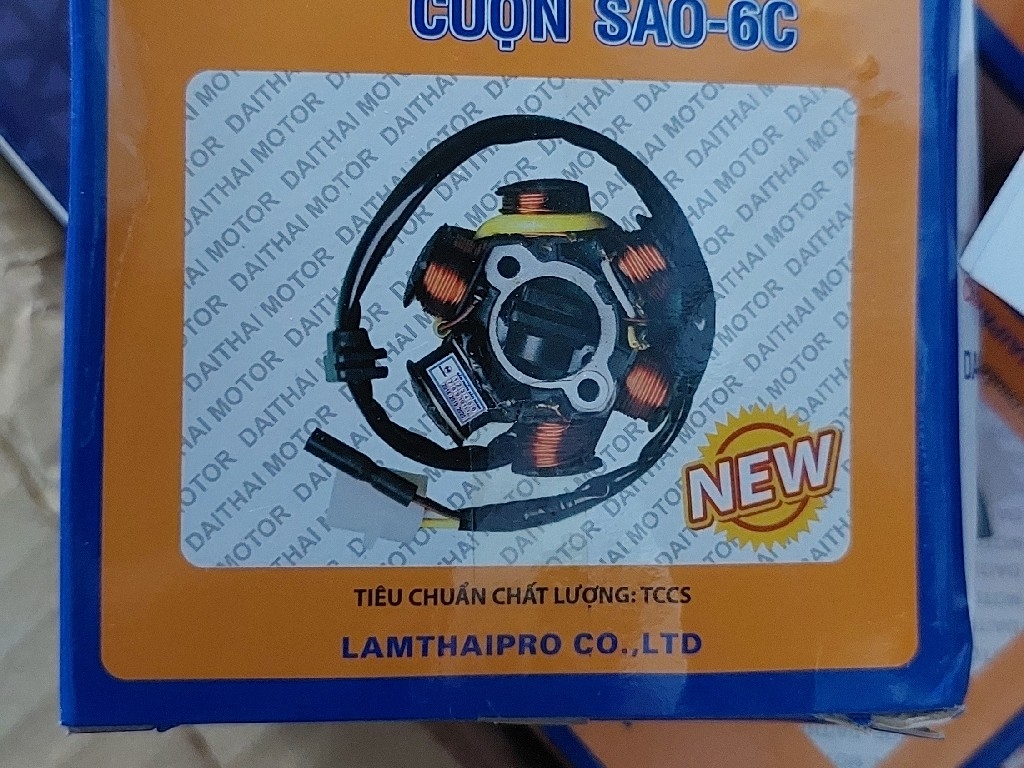 CUỘN SAO-6C
DAITHAI MOTOR
NEW
TIÊU CHUẨN CHẤT LƯỢNG: TCCS
LAMTHAIPRO CO.,LTD